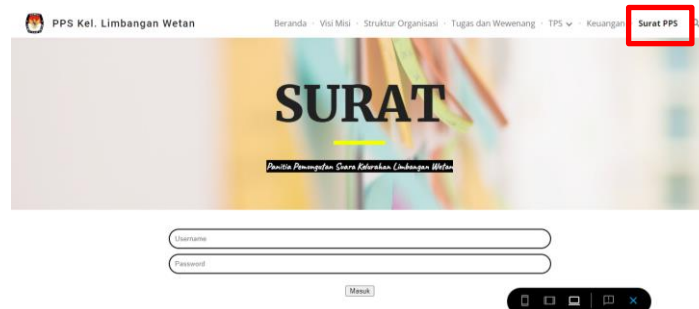 PPS Kel. Limbangan Wetan
Beranda Visi Misi Struktur Organisasi Tugas dan Wewenang TPS Keuangan Surat PPS
SURAT
Panitia Pemungutan Suara Kelurahan Limbangan Wetan
Username
Password
Masuk